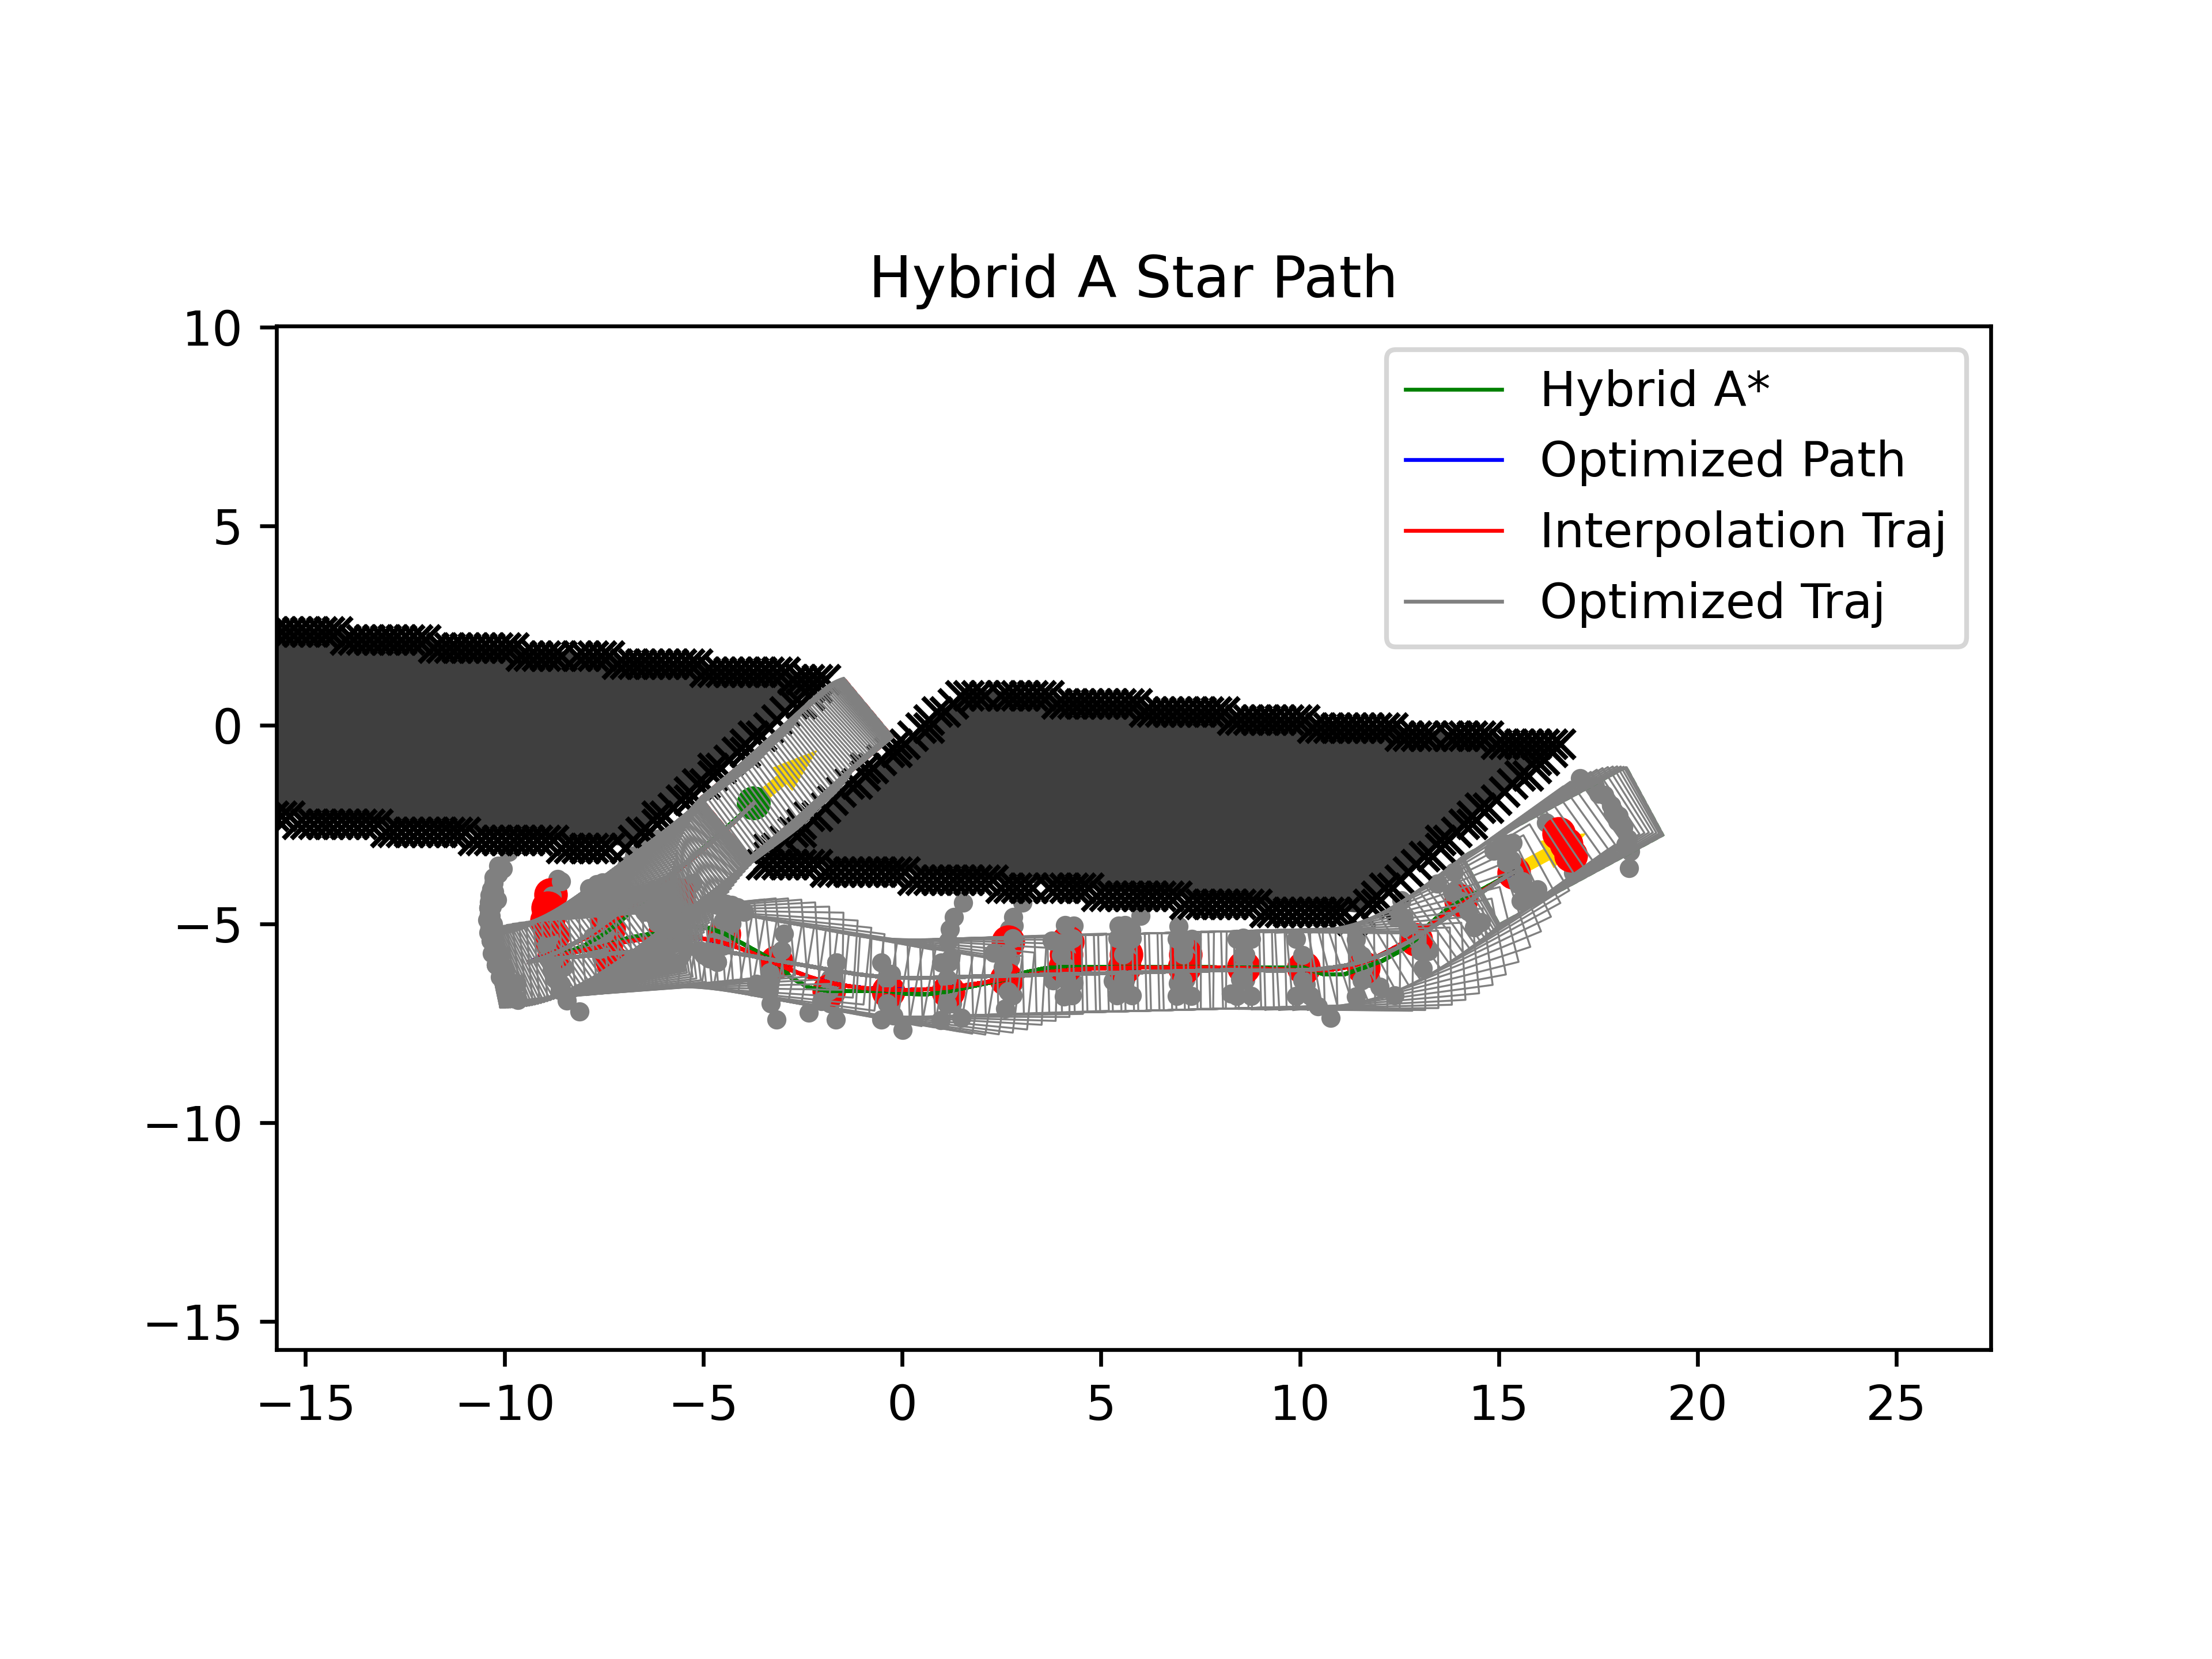 Hybrid A Star Path
10
5
0
−5
−10
−15
Hybrid A*
Optimized Path
Interpolation Traj
Optimized Traj
−15 −10 −5 0 5 10 15 20 25